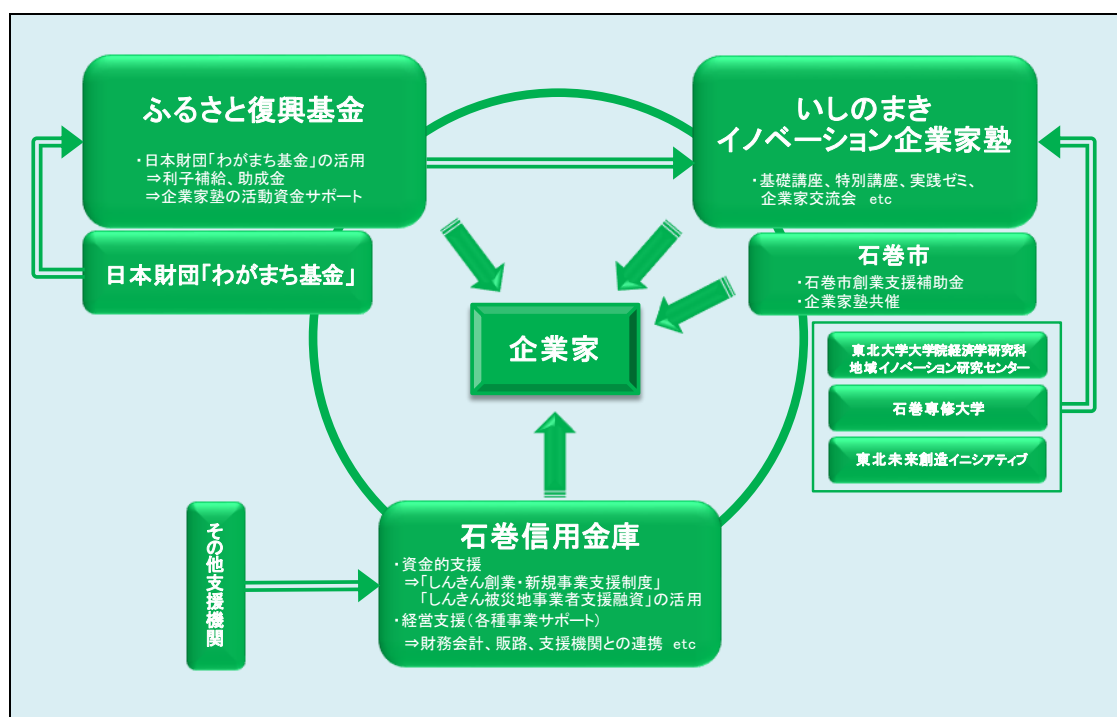 ふるさと復興基金
・日本財団「わがまち基金」の活用
⇒利子補給、助成金
⇒企業家塾の活動資金サポート
日本財団「わがまち基金」
いしのまき
イノベーション企業家塾
・基礎講座、特別講座、実践ゼミ、
企業家交流会 etc
石巻市
・石巻市創業支援補助金
・企業家塾共催
企業家
東北大学大学院経済学研究科
地域イノベーション研究センター
石巻専修大学
東北未来創造イニシアティブ
その他支援機関
石巻信用金庫
・資金的支援
⇒「しんきん創業・新規事業支援制度」
「しんきん被災地事業者支援融資」の活用
・経営支援(各種事業サポート)
⇒財務会計、販路、支援機関との連携 etc